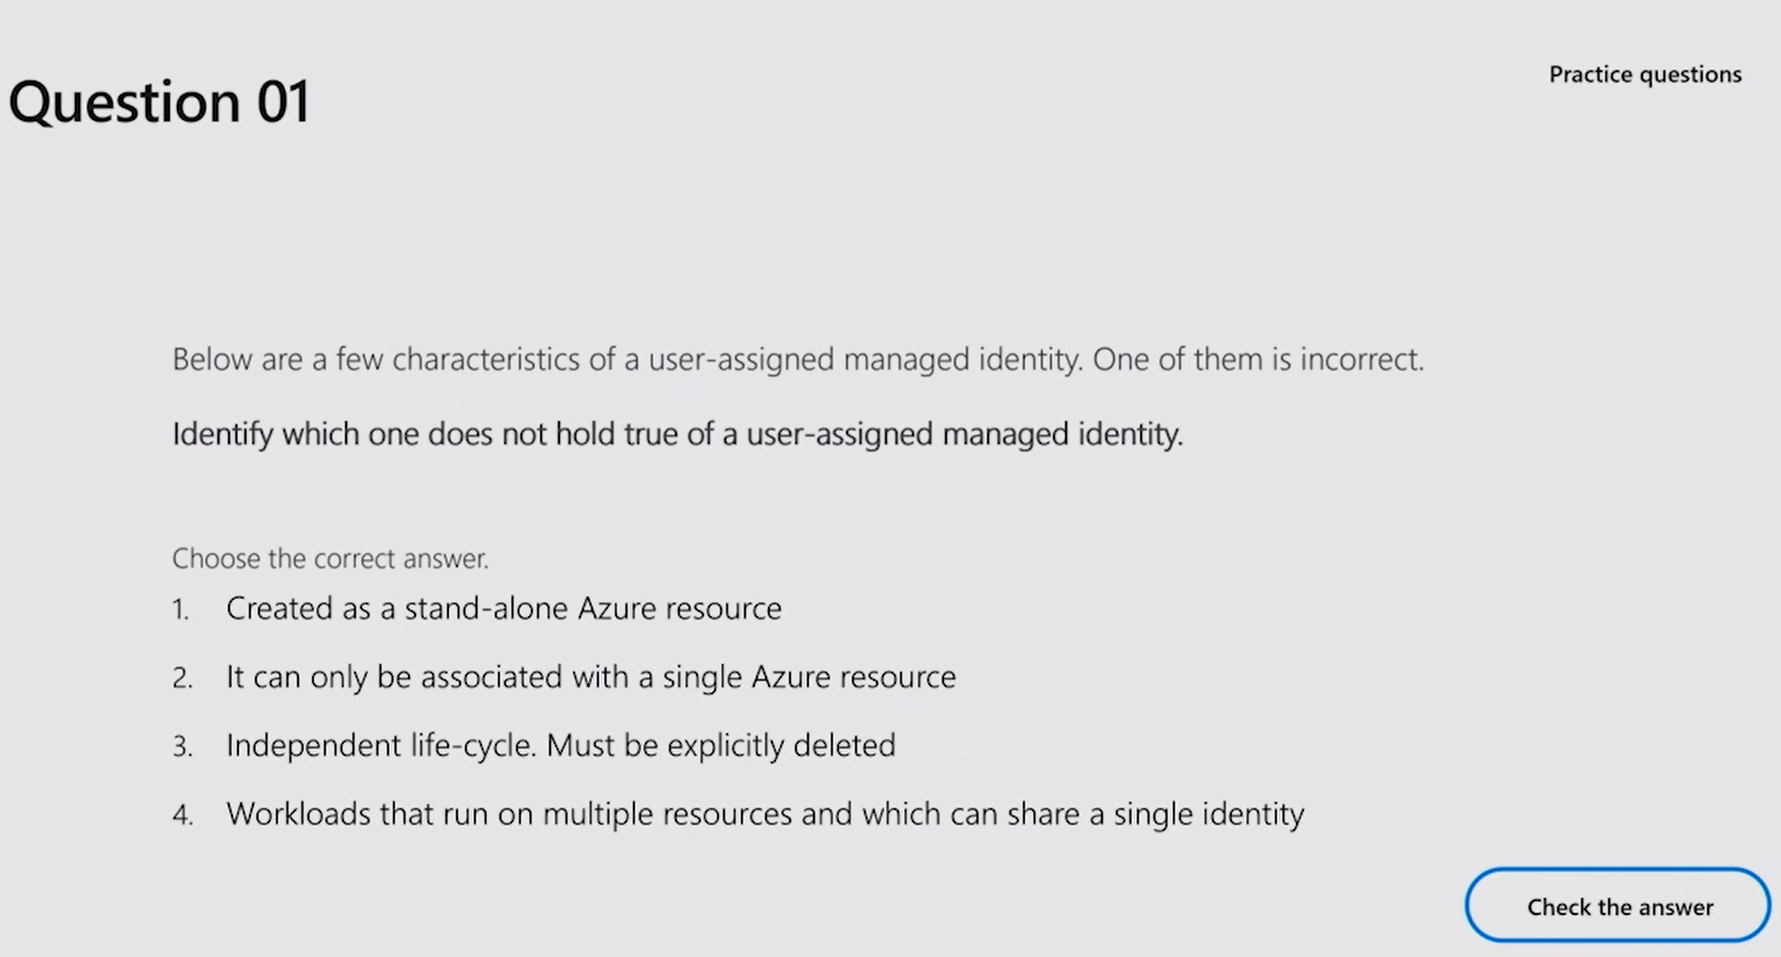 Practice questions
Question 01
Below are a few characteristics of a user-assigned managed identity. One of them is incorrect.
Identify which one does not hold true of a user-assigned managed identity.
Choose the correct answer.
1. Created as a stand-alone Azure resource
2. It can only be associated with a single Azure resource
3. Independent life-cycle. Must be explicitly deleted
4. Workloads that run on multiple resources and which can share a single identity
Check the answer